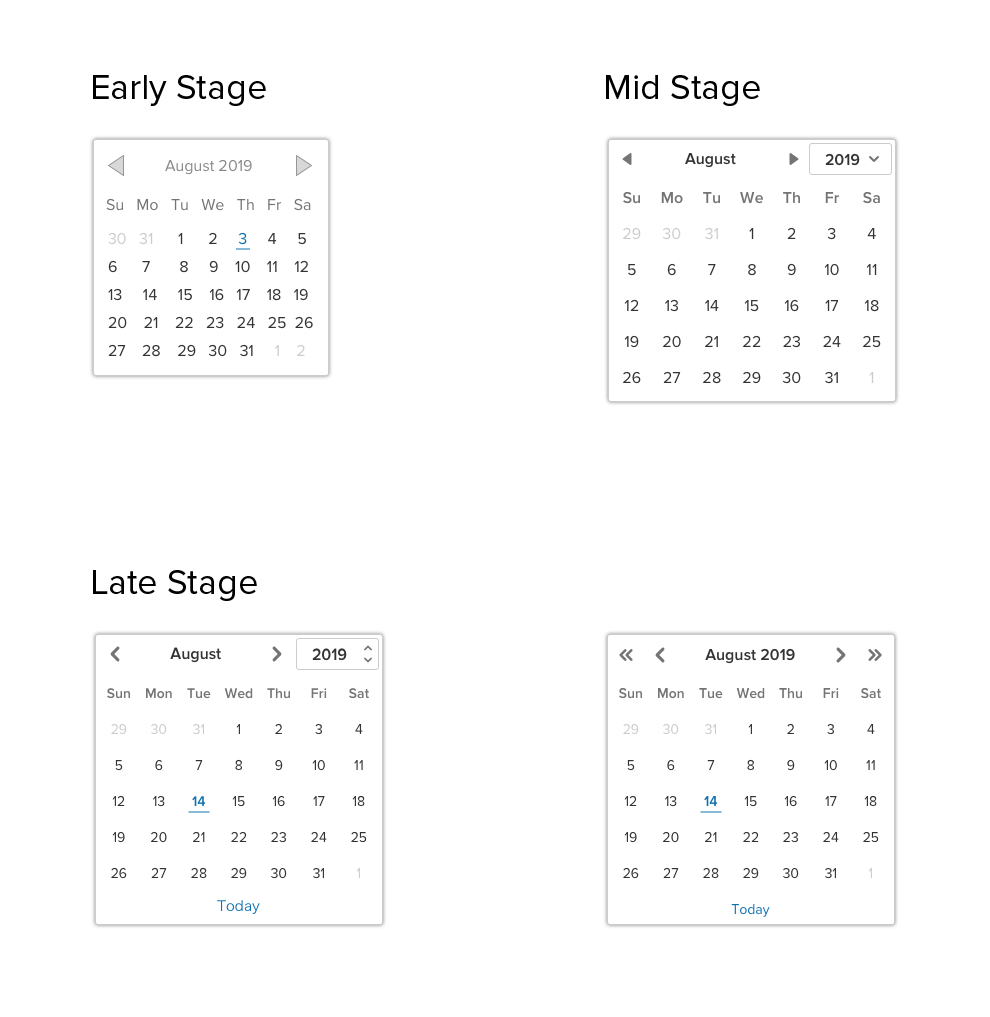 Early Stage
August 2019
Su Mo Tu We Th Fr Sa
30 31 1 2 3 4 5
6 7 8 9 10 11 12
13 14 15 16 17 18 19
20 21 22 23 24 25 26
27 28 29 30 31 1 2
Mid Stage
August 2019
Su Mo Tu We Th Fr Sa
29 30 31 1 2 3 4
5 6 7 8 9 10 11
12 13 14 15 16 17 18
19 20 21 22 23 24 25
26 27 28 29 30 31 1
Late Stage
August 2019
Sun Mon Tue Wed Thu Fri Sat
29 30 31 1 2 3 4
5 6 7 8 9 10 11
12 13 14 15 16 17 18
19 20 21 22 23 24 25
26 27 28 29 30 31 1
Today
August 2019
Sun Mon Tue Wed Thu Fri Sat
29 30 31 1 2 3 4
5 6 7 8 9 10 11
12 13 14 15 16 17 18
19 20 21 22 23 24 25
26 27 28 29 30 31 1
Today